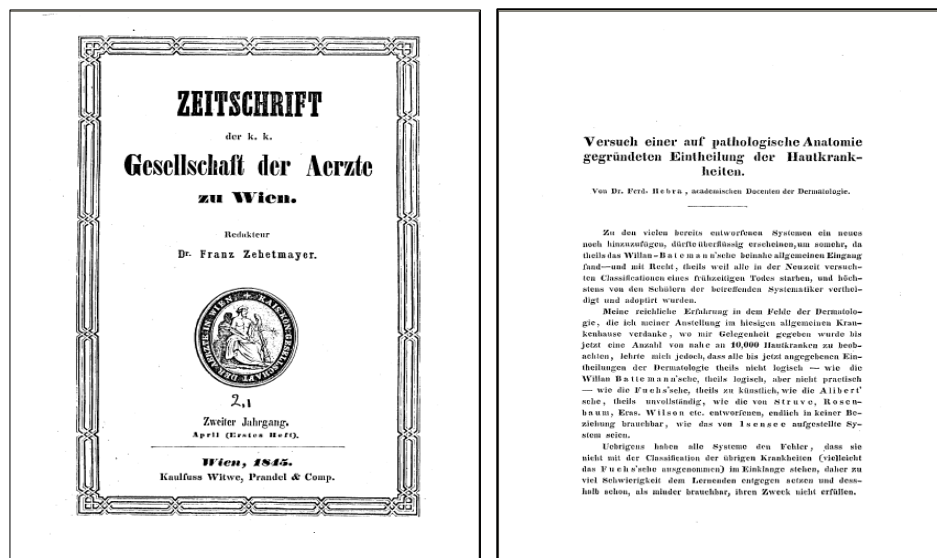 ZEITSCHRIFT
der k. k.
Gesellschaft der Aerzte
zu Wien.
Redakteur
Dr. Franz Zehetmayer.
KAIS. KÖN. GESELLSCHAFT DER ÄRZTE IN WIEN
2,1
Zweiter Jahrgang.
April (Erstes Heft).
Wien, 1845.
Kaulfuss Witwe, Prandel & Comp.
Versuch einer auf pathologische Anatomie
gegründeten Eintheilung der Hautkrank-
heiten.
Von Dr. Ferd. Hebra, academischen Docenten der Dermatologie.
Zu den vielen bereits entworfenen Systemen ein neues
noch hinzuzufügen, dürfte überflüssig erscheinen, um somehr, da
theils das Willan-Batemann'sche beinahe allgemeinen Eingang
fand—und mit Recht, theils weil alle in der Neuzeit versuch-
ten Classificationen eines frühzeitigen Todes starben, und höch-
stens von den Schülern der betreffenden Systematiker verthei-
digt und adoptirt wurden.
Meine reichliche Erfahrung in dem Felde der Dermatolo-
gie, die ich meiner Anstellung im hiesigen allgemeinen Kran-
kenhause verdanke, wo mir Gelegenheit gegeben wurde bis
jetzt eine Anzahl von nahe an 10,000 Hautkranken zu beob-
achten, lehrte mich jedoch, dass alle bis jetzt angegebenen Ein-
theilungen der Dermatologie theils nicht logisch — wie die
Willan Battemann'sche, theils logisch, aber nicht practisch
— wie die Fuchs'sche, theils zu künstlich, wie die Alibert'
sche, theils unvollständig, wie die von Struve, Rosen-
baum, Eras. Wilson etc. entworfenen, endlich in keiner Be-
ziehung brauchbar, wie das von Isensee aufgestellte Sy-
stem seien.
Uebrigens haben alle Systeme den Fehler, dass sie
nicht mit der Classification der übrigen Krankheiten (vielleicht
das Fuchs'sche ausgenommen) im Einklange stehen, daher zu
viel Schwierigkeit dem Lernenden entgegen setzen und dess-
halb schon, als minder brauchbar, ihren Zweck nicht erfüllen.